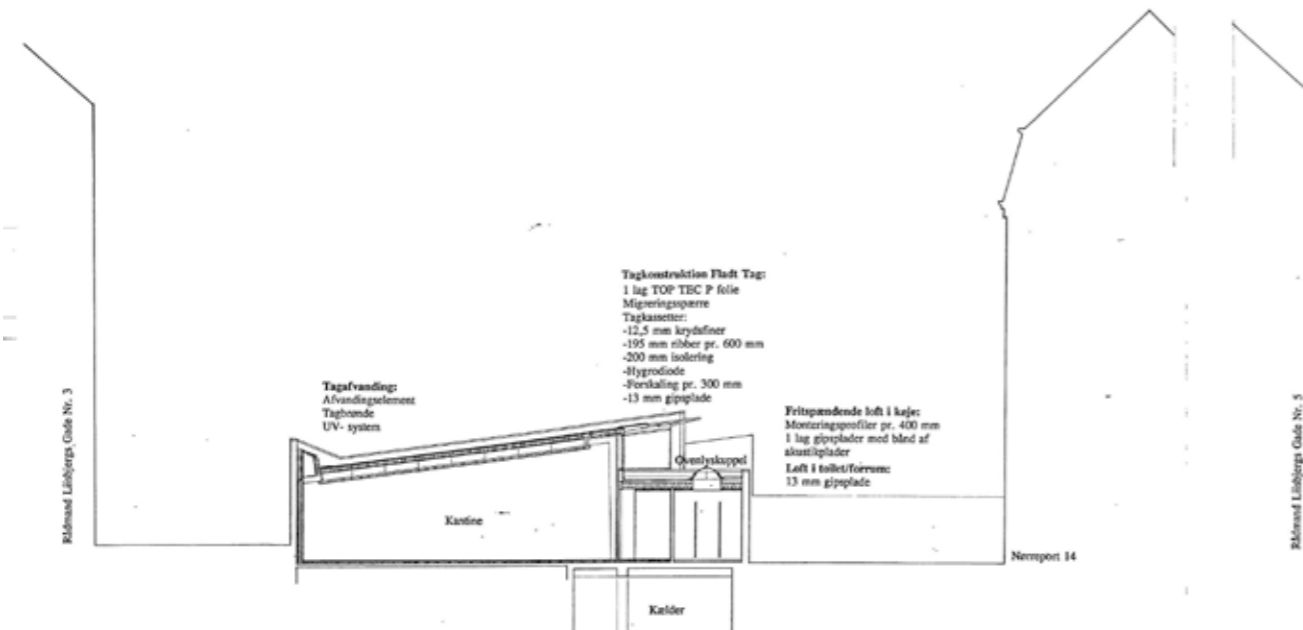 Tagkonstruktion Fladt Tag:
1 lag TOP TEC P folie
Migreringsspærre
Tagkassetter:
-12,5 mm krydsfiner
-195 mm ribber pr. 600 mm
-200 mm isolering
-Hygrodiode
-Forskaling pr. 300 mm
-13 mm gipsplade
Tagafvanding:
Afvandingselement
Tagbrønde
UV- system
Fritspændende loft i køje:
Monteringsprofiler pr. 400 mm
1 lag gipsplader med bånd af
akustikplader
Loft i toilet/forrum:
13 mm gipsplade
Ovenlyskuppel
Kantine
Kælder
Nørreport 14
Rådmand Liisbjergs Gade Nr. 3
Rådmand Liisbjergs Gade Nr. 5